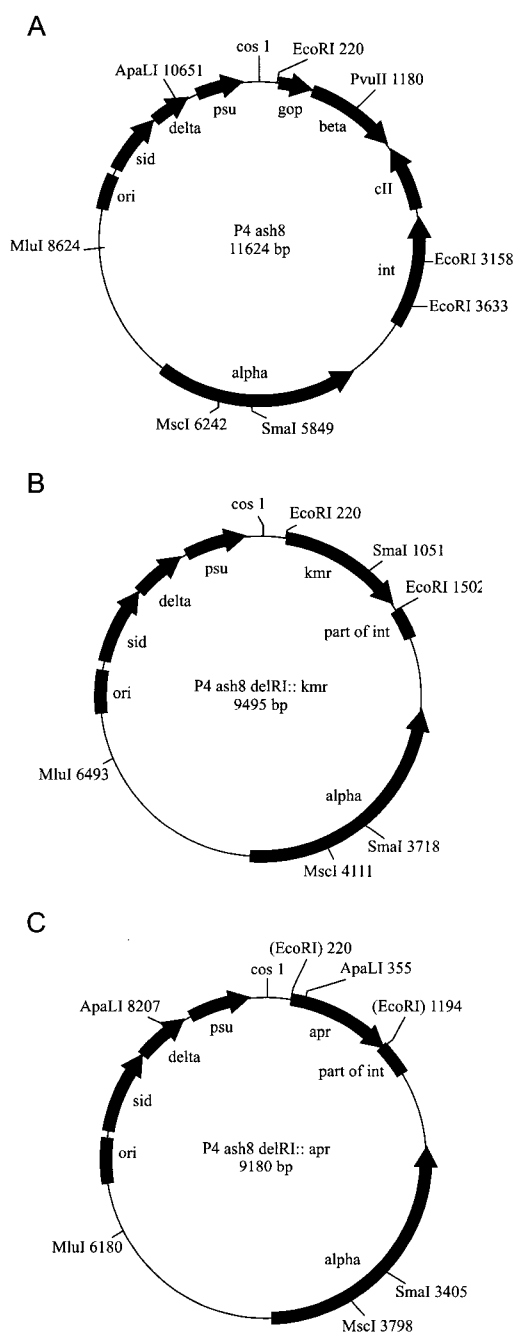 A
cos 1
EcoRI 220
ApaLI 10651
PvuII 1180
psu
gop
delta
beta
sid
cII
ori
P4 ash8
11624 bp
MluI 8624
EcoRI 3158
int
EcoRI 3633
alpha
MscI 6242
SmaI 5849
B
cos 1
EcoRI 220
SmaI 1051
psu
kmr
delta
EcoRI 1502
part of int
sid
P4 ash8 delRI:: kmr
9495 bp
ori
MluI 6493
alpha
SmaI 3718
MscI 4111
C
(EcoRI) 220
cos 1
ApaLI 355
ApaLI 8207
(EcoRI) 1194
psu
apr
delta
part of int
sid
P4 ash8 delRI:: apr
9180 bp
ori
MluI 6180
alpha
SmaI 3405
MscI 3798